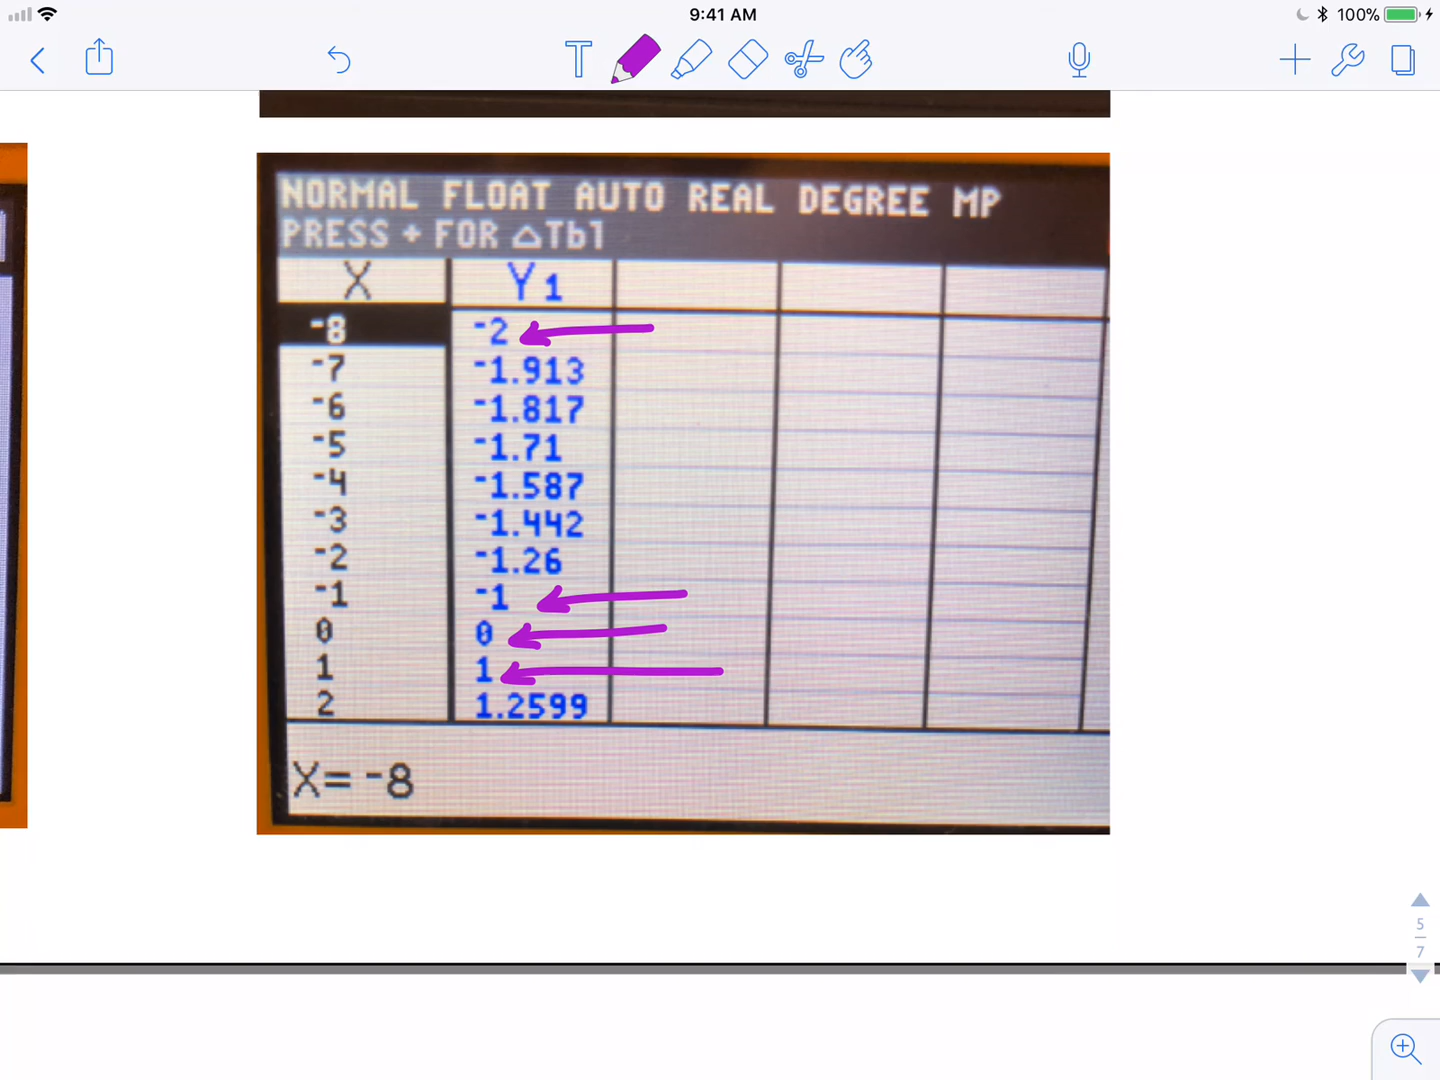 9:41 AM
100%
T
NORMAL FLOAT AUTO REAL DEGREE MP
PRESS + FOR △Tbl
X Y1
-8 -2
-7 -1.913
-6 -1.817
-5 -1.71
-4 -1.587
-3 -1.442
-2 -1.26
-1 -1
0 0
1 1
2 1.2599
X= -8
5
7